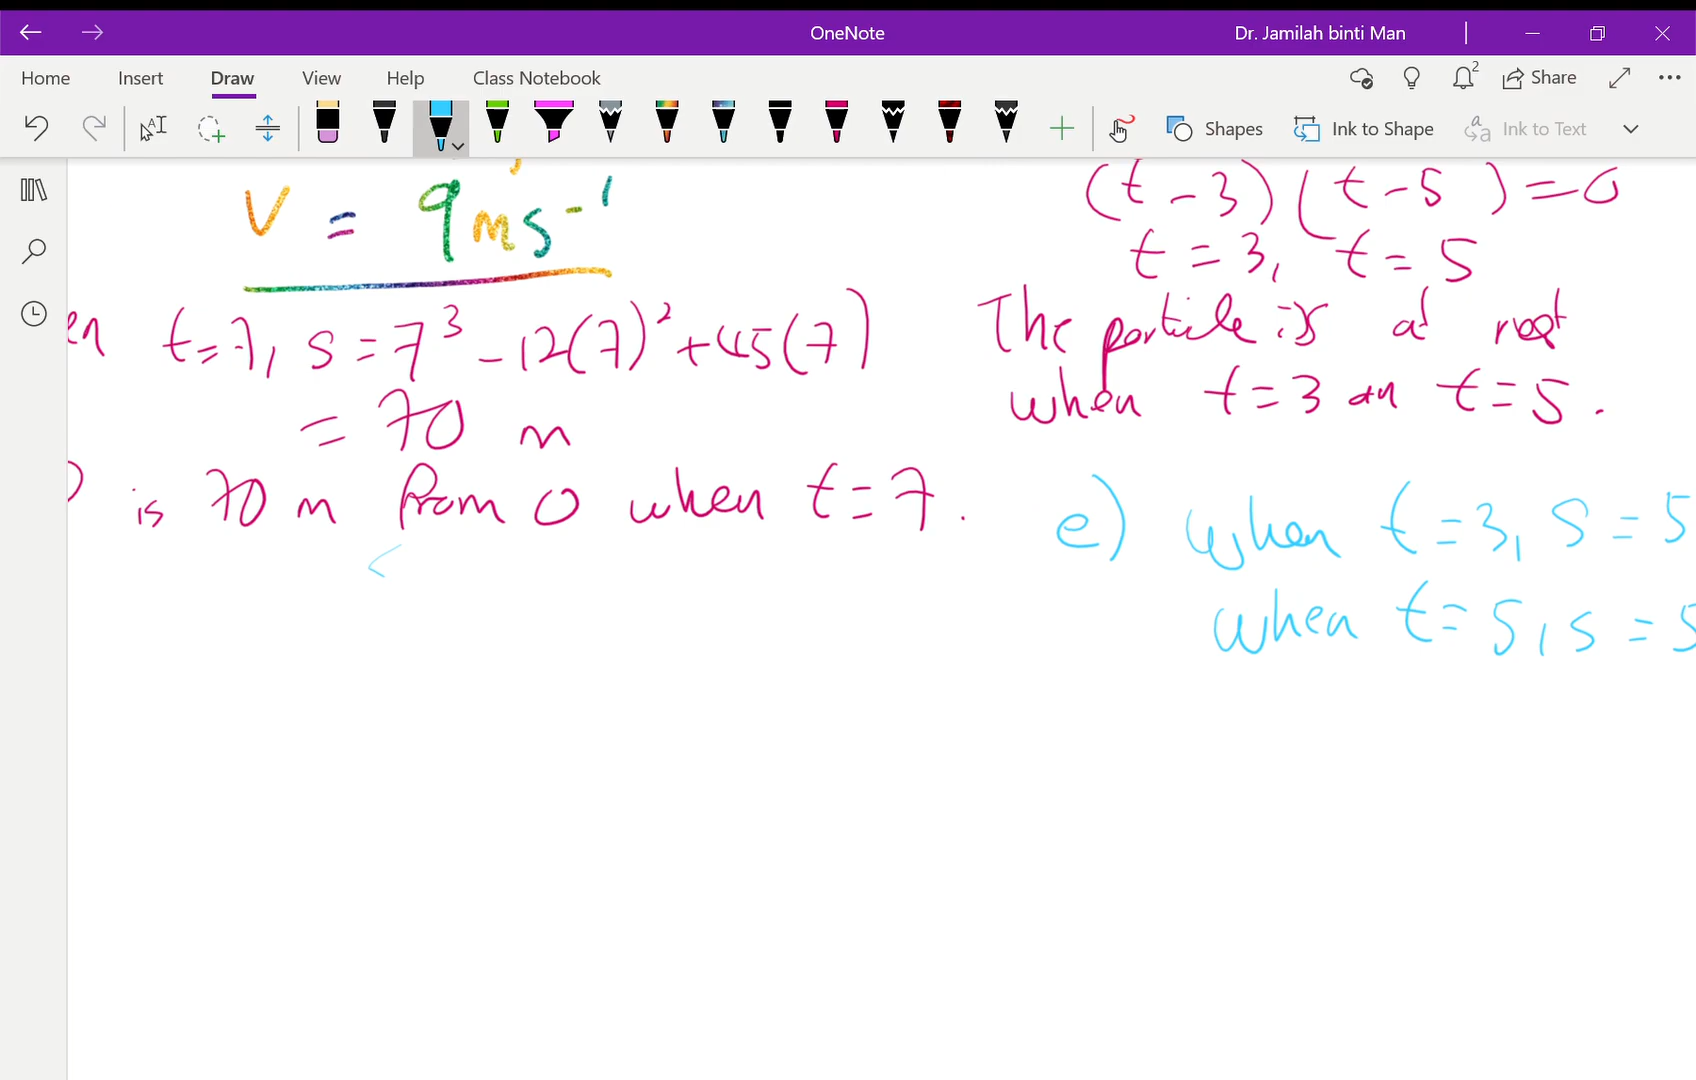 OneNote
Dr. Jamilah binti Man
Home Insert Draw View Help Class Notebook
2 Share
Shapes Ink to Shape Ink to Text
V = 9ms⁻¹
en t=7, s = 7³ - 12(7)² + 45(7)
= 70 m
is 70 m from O when t=7.
(t-3)(t-5)=0
t=3, t=5
The particle is at rest
when t=3 an t=5.
e) when t=3, s = 5
when t=5, s = 5